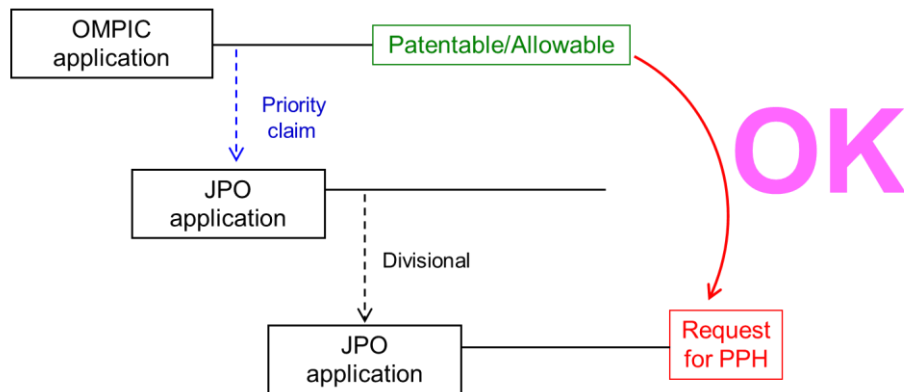 OMPIC
application
Patentable/Allowable
Priority
claim
OK
JPO
application
Divisional
JPO
application
Request
for PPH